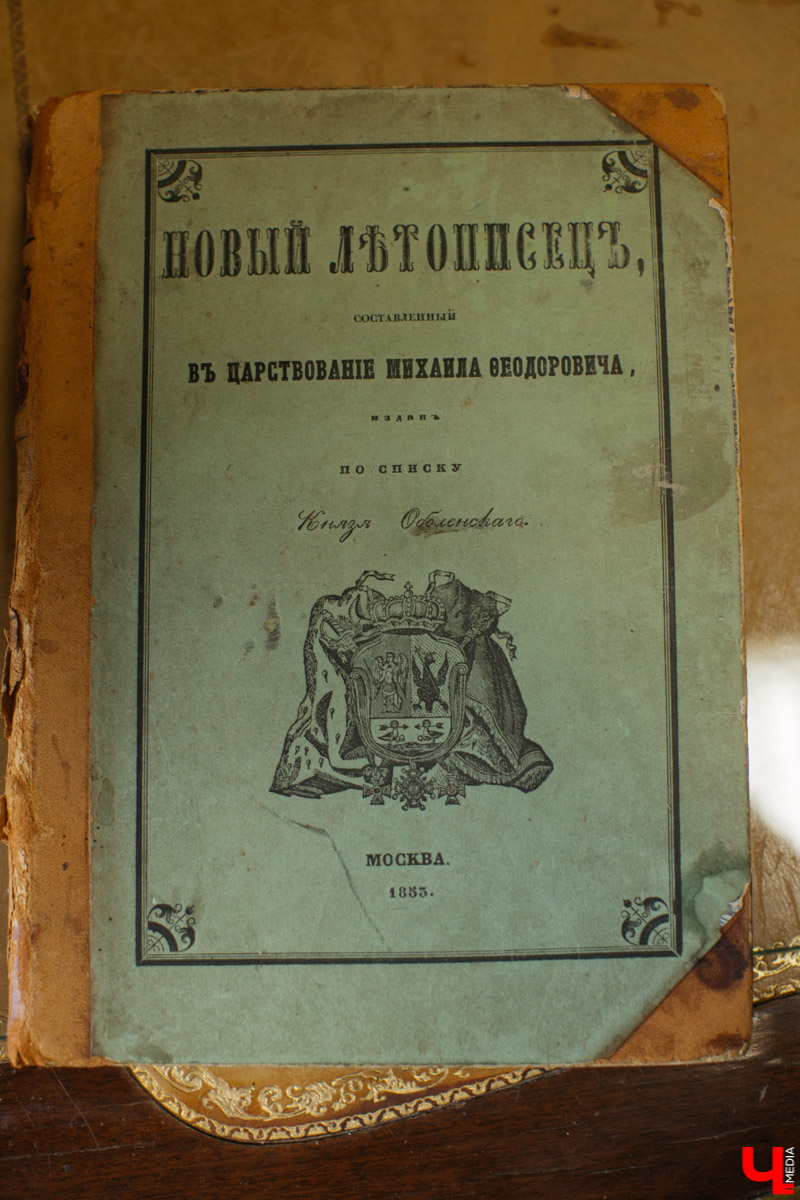 НОВЫЙ ЛѢТОПИСЕЦЪ,
СОСТАВЛЕННЫЙ
ВЪ ЦАРСТВОВАНІЕ МИХАИЛА ѲЕОДОРОВИЧА,
ИЗДАНЪ
ПО СПИСКУ
Князя Оболенскаго.
МОСКВА.
1853.
Ч
MEDIA